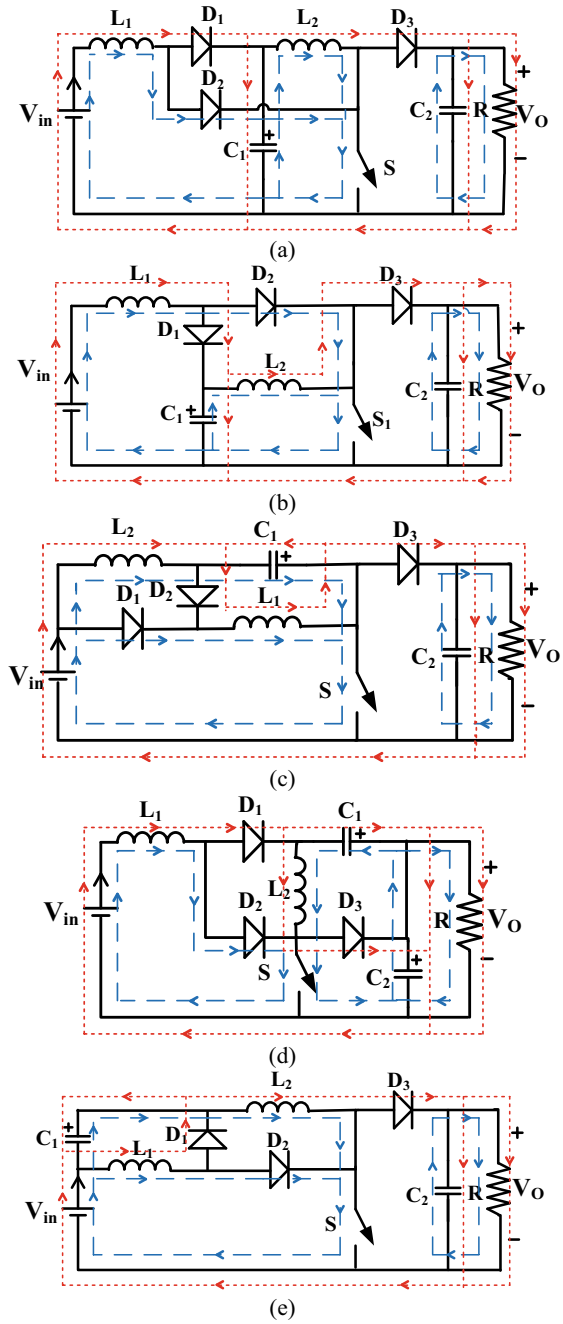 L1 D1 L2 D3
D2 +
Vin C1 + S C2 R VO
−
(a)
L1 D2 D3
D1 +
Vin L2 C2 R VO
C1 + S1 −
(b)
L2 C1 + D3
D1 D2 L1 +
Vin S C2 R VO
−
(c)
L1 D1 C1 +
L2 +
Vin D2 D3 R VO
S C2 + −
(d)
L2 D3
C1 + D1 +
L1 D2
Vin S C2 R VO
−
(e)